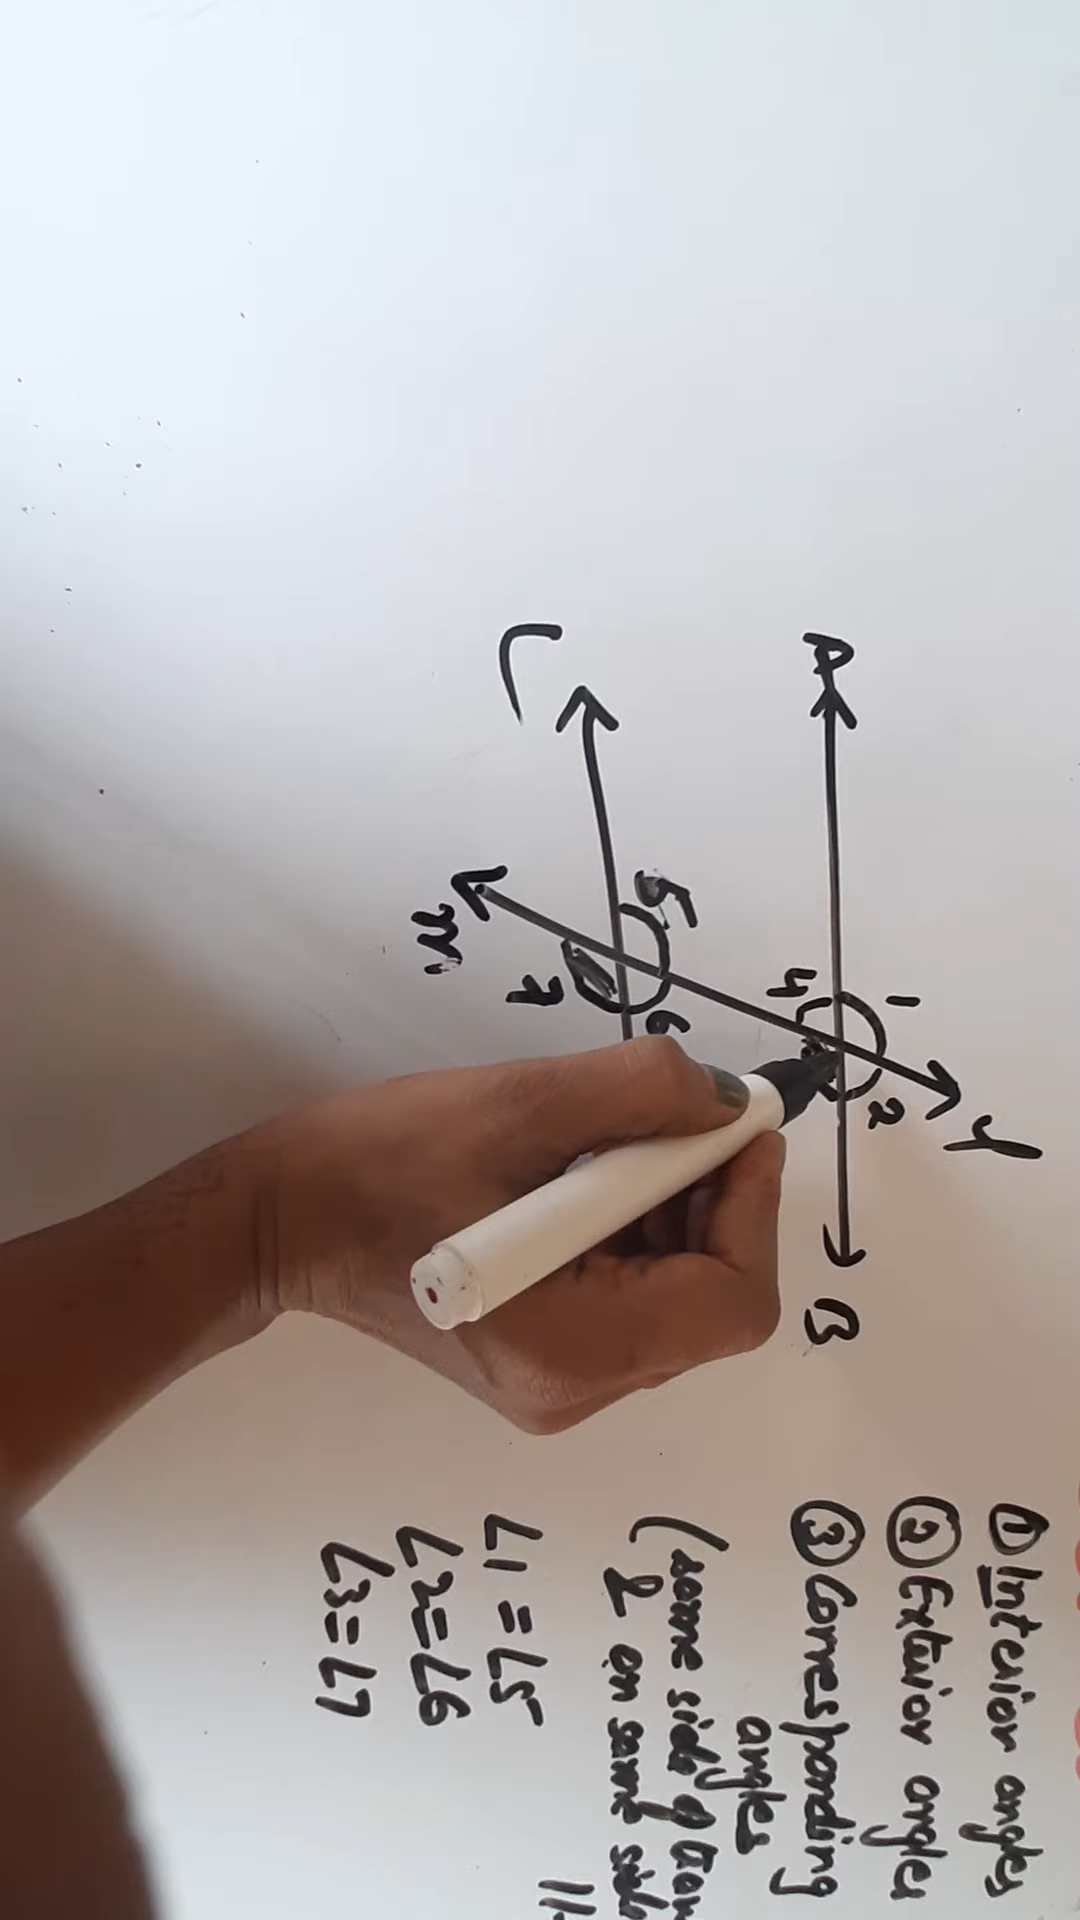 ① Interior angles
② Exterior angles
③ Corresponding
angles
(same side of
& on same side
∠1 = ∠5
∠2 = ∠6
∠3 = ∠7
y
1
2
A
B
4
5
6
7
m